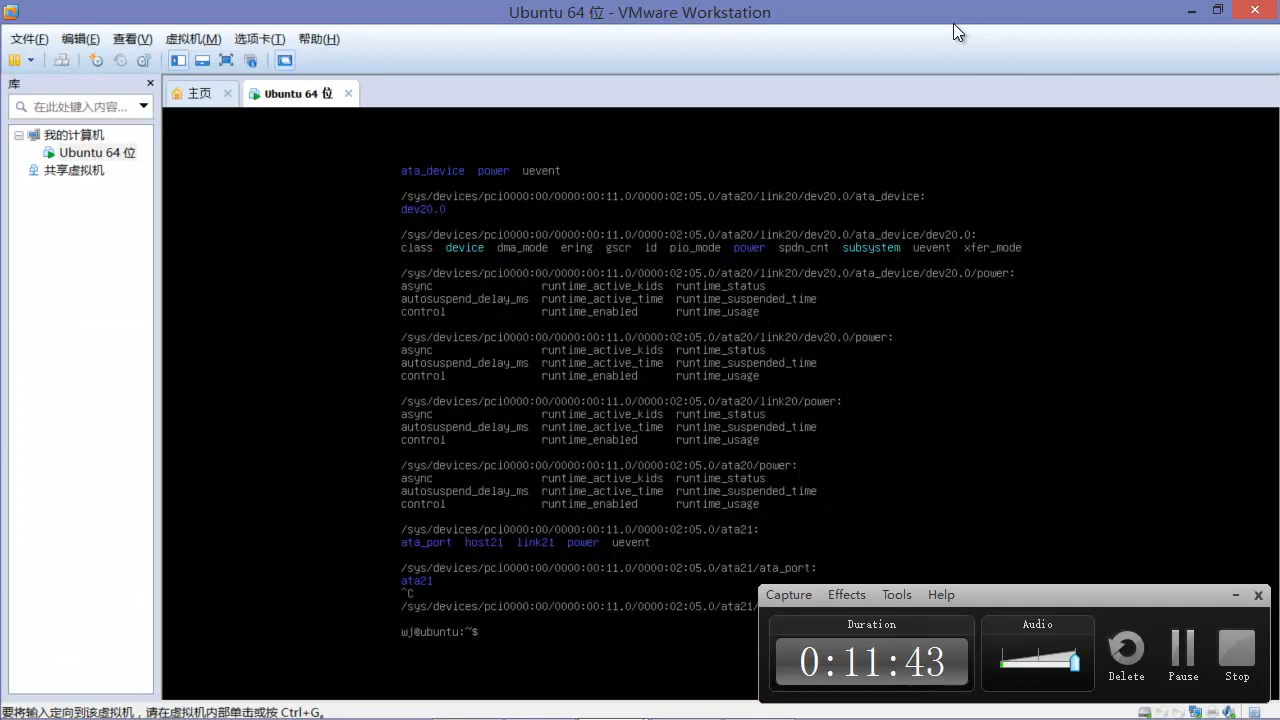 Ubuntu 64 位 - VMware Workstation
文件(F) 编辑(E) 查看(V) 虚拟机(M) 选项卡(T) 帮助(H)
库
主页 Ubuntu 64 位
在此处键入内容...
我的计算机
Ubuntu 64 位
共享虚拟机
ata_device power uevent
/sys/devices/pci0000:00/0000:00:11.0/0000:02:05.0/ata20/link20/dev20.0/ata_device:
dev20.0
/sys/devices/pci0000:00/0000:00:11.0/0000:02:05.0/ata20/link20/dev20.0/ata_device/dev20.0:
class device dma_mode ering gscr id pio_mode power spdn_cnt subsystem uevent xfer_mode
/sys/devices/pci0000:00/0000:00:11.0/0000:02:05.0/ata20/link20/dev20.0/ata_device/dev20.0/power:
async runtime_active_kids runtime_status
autosuspend_delay_ms runtime_active_time runtime_suspended_time
control runtime_enabled runtime_usage
/sys/devices/pci0000:00/0000:00:11.0/0000:02:05.0/ata20/link20/dev20.0/power:
async runtime_active_kids runtime_status
autosuspend_delay_ms runtime_active_time runtime_suspended_time
control runtime_enabled runtime_usage
/sys/devices/pci0000:00/0000:00:11.0/0000:02:05.0/ata20/link20/power:
async runtime_active_kids runtime_status
autosuspend_delay_ms runtime_active_time runtime_suspended_time
control runtime_enabled runtime_usage
/sys/devices/pci0000:00/0000:00:11.0/0000:02:05.0/ata20/power:
async runtime_active_kids runtime_status
autosuspend_delay_ms runtime_active_time runtime_suspended_time
control runtime_enabled runtime_usage
/sys/devices/pci0000:00/0000:00:11.0/0000:02:05.0/ata21:
ata_port host21 link21 power uevent
/sys/devices/pci0000:00/0000:00:11.0/0000:02:05.0/ata21/ata_port:
ata21
^C
/sys/devices/pci0000:00/0000:00:11.0/0000:02:05.0/ata21/
wj@ubuntu:~$
Capture Effects Tools Help
Duration Audio
0:11:43
Delete Pause Stop
要将输入定向到该虚拟机，请在虚拟机内部单击或按 Ctrl+G。